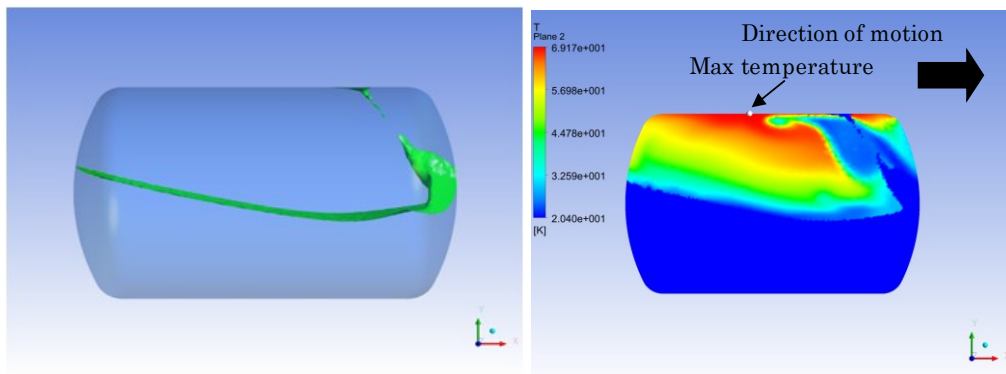 T
Plane 2
6.917e+001
5.698e+001
4.478e+001
3.259e+001
2.040e+001
[K]
Direction of motion
Max temperature
Y
X
Y